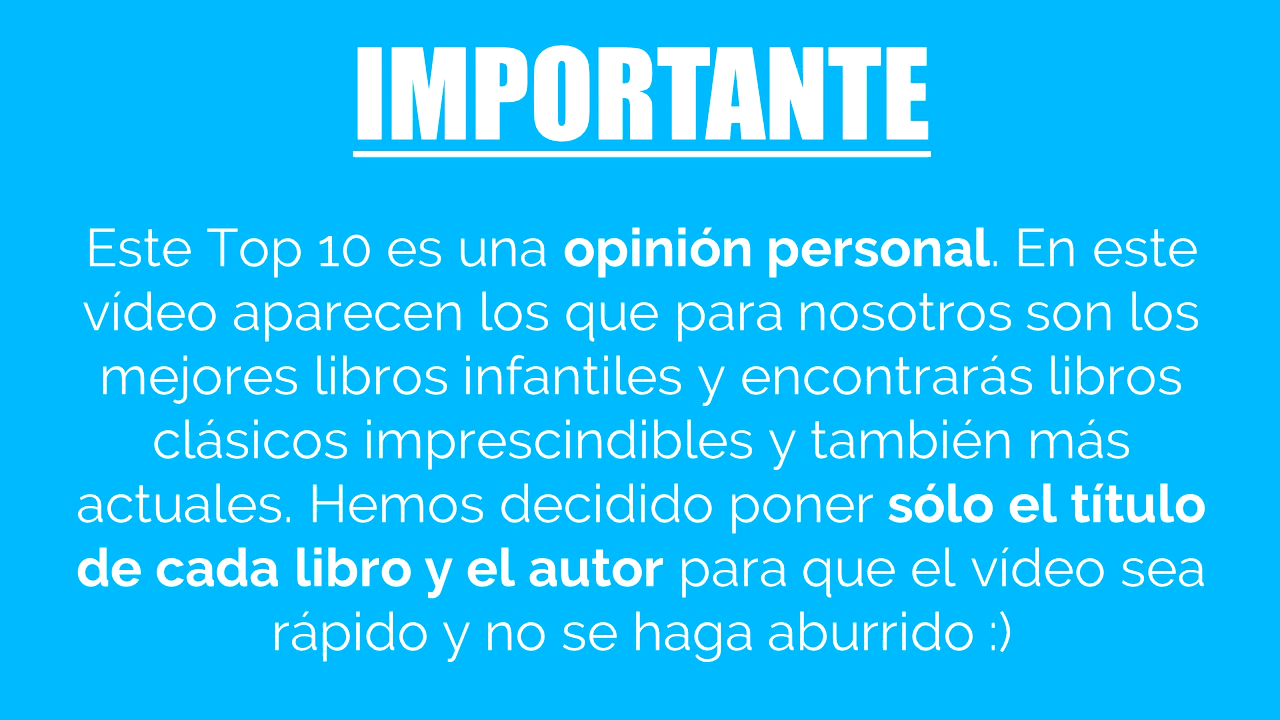 IMPORTANTE
Este Top 10 es una opinión personal. En este
vídeo aparecen los que para nosotros son los
mejores libros infantiles y encontrarás libros
clásicos imprescindibles y también más
actuales. Hemos decidido poner sólo el título
de cada libro y el autor para que el vídeo sea
rápido y no se haga aburrido :)